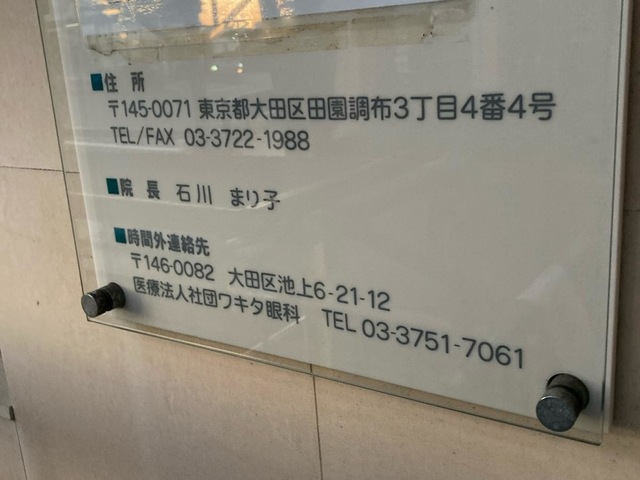 ■住 所
〒145-0071 東京都大田区田園調布3丁目4番4号
TEL/FAX 03-3722-1988
■院 長 石川 まり子
■時間外連絡先
〒146-0082 大田区池上6-21-12
医療法人社団ワキタ眼科 TEL 03-3751-7061